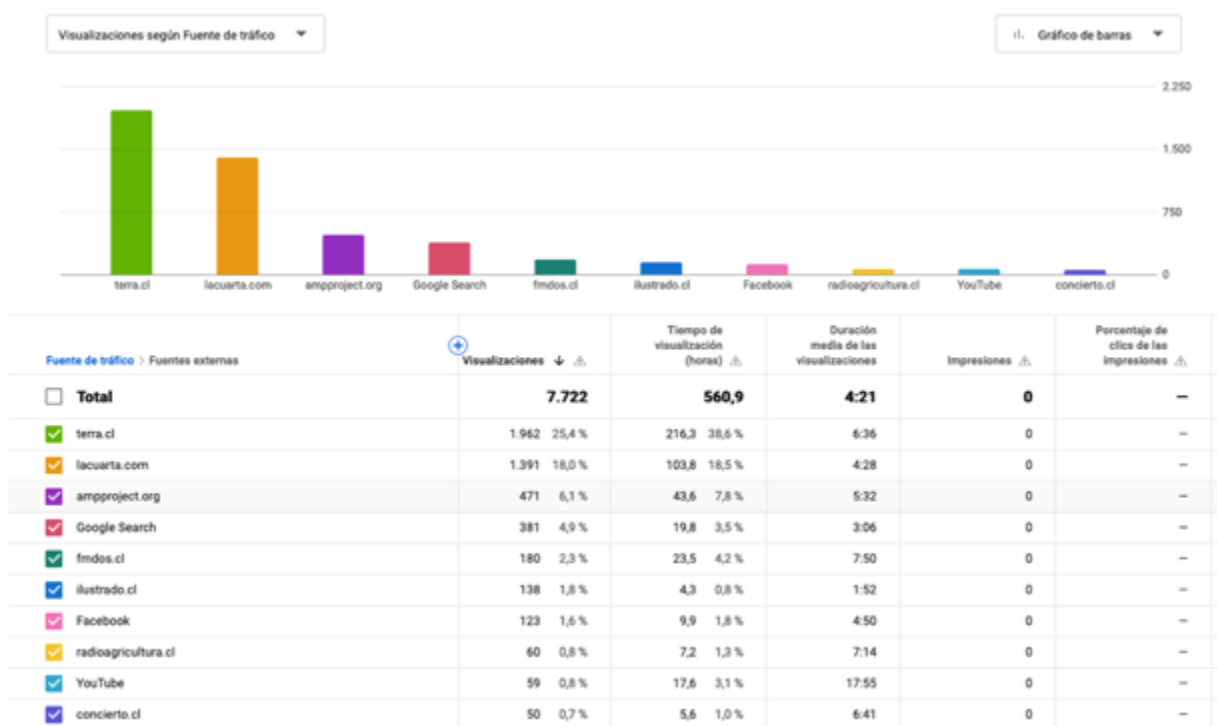 Visualizaciones según Fuente de tráfico
Gráfico de barras
2.250
1.500
750
0
terra.cl lacuarta.com ampproject.org Google Search fmdos.cl ilustrado.cl Facebook radioagricultura.cl YouTube concierto.cl
Fuente de tráfico > Fuentes externas
Visualizaciones
Tiempo de
visualización
(horas)
Duración
media de las
visualizaciones
Impresiones
Porcentaje de
clics de las
impresiones
Total 7.722 560,9 4:21 0 –
terra.cl 1.962 25,4 % 216,3 38,6 % 6:36 0 –
lacuarta.com 1.391 18,0 % 103,8 18,5 % 4:28 0 –
ampproject.org 471 6,1 % 43,6 7,8 % 5:32 0 –
Google Search 381 4,9 % 19,8 3,5 % 3:06 0 –
fmdos.cl 180 2,3 % 23,5 4,2 % 7:50 0 –
ilustrado.cl 138 1,8 % 4,3 0,8 % 1:52 0 –
Facebook 123 1,6 % 9,9 1,8 % 4:50 0 –
radioagricultura.cl 60 0,8 % 7,2 1,3 % 7:14 0 –
YouTube 59 0,8 % 17,6 3,1 % 17:55 0 –
concierto.cl 50 0,7 % 5,6 1,0 % 6:41 0 –